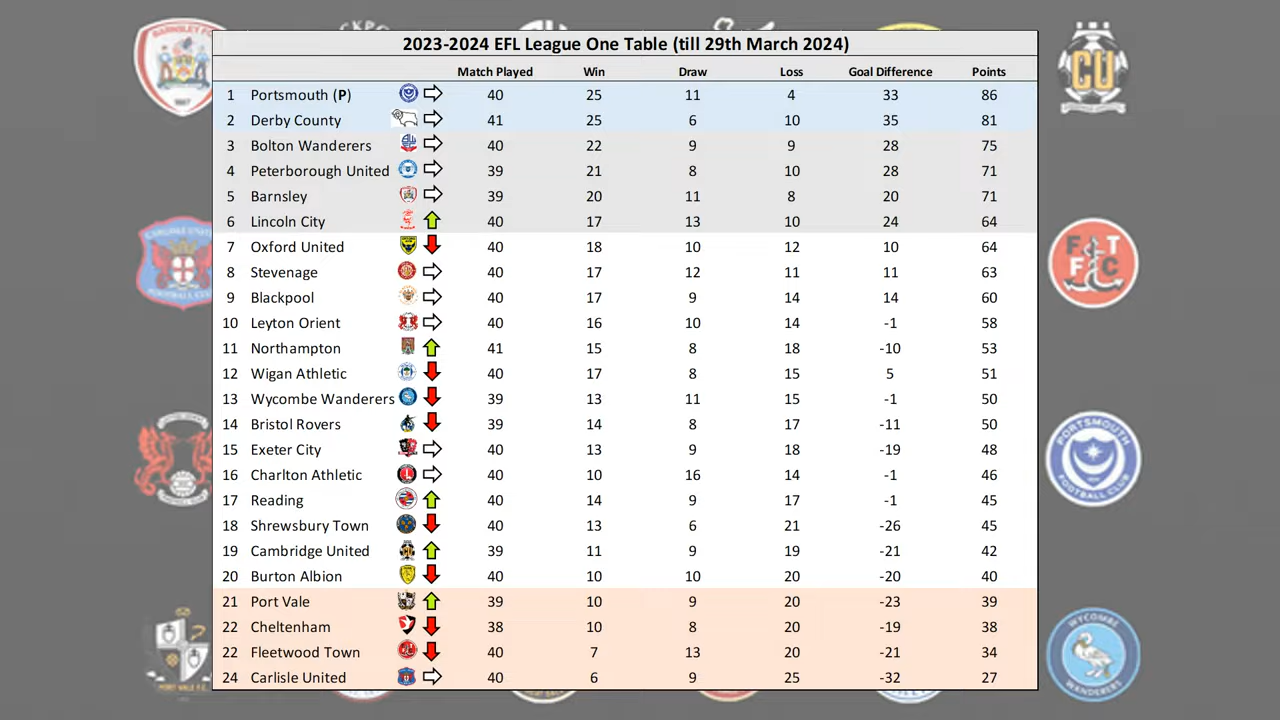 2023-2024 EFL League One Table (till 29th March 2024)
Match Played Win Draw Loss Goal Difference Points
1 Portsmouth (P) 40 25 11 4 33 86
2 Derby County 41 25 6 10 35 81
3 Bolton Wanderers 40 22 9 9 28 75
4 Peterborough United 39 21 8 10 28 71
5 Barnsley 39 20 11 8 20 71
6 Lincoln City 40 17 13 10 24 64
7 Oxford United 40 18 10 12 10 64
8 Stevenage 40 17 12 11 11 63
9 Blackpool 40 17 9 14 14 60
10 Leyton Orient 40 16 10 14 -1 58
11 Northampton 41 15 8 18 -10 53
12 Wigan Athletic 40 17 8 15 5 51
13 Wycombe Wanderers 39 13 11 15 -1 50
14 Bristol Rovers 39 14 8 17 -11 50
15 Exeter City 40 13 9 18 -19 48
16 Charlton Athletic 40 10 16 14 -1 46
17 Reading 40 14 9 17 -1 45
18 Shrewsbury Town 40 13 6 21 -26 45
19 Cambridge United 39 11 9 19 -21 42
20 Burton Albion 40 10 10 20 -20 40
21 Port Vale 39 10 9 20 -23 39
22 Cheltenham 38 10 8 20 -19 38
22 Fleetwood Town 40 7 13 20 -21 34
24 Carlisle United 40 6 9 25 -32 27
CU
F T
F C
PORTSMOUTH
FOOTBALL CLUB
WYCOMBE
WANDERERS